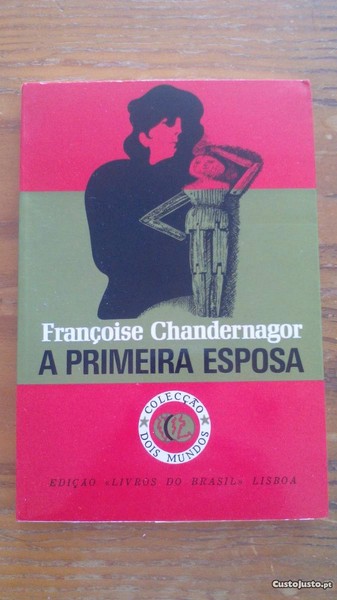 Françoise Chandernagor
A PRIMEIRA ESPOSA
COLECÇÃO
DOIS MUNDOS
EDIÇÃO «LIVROS DO BRASIL» LISBOA
CustoJusto.pt